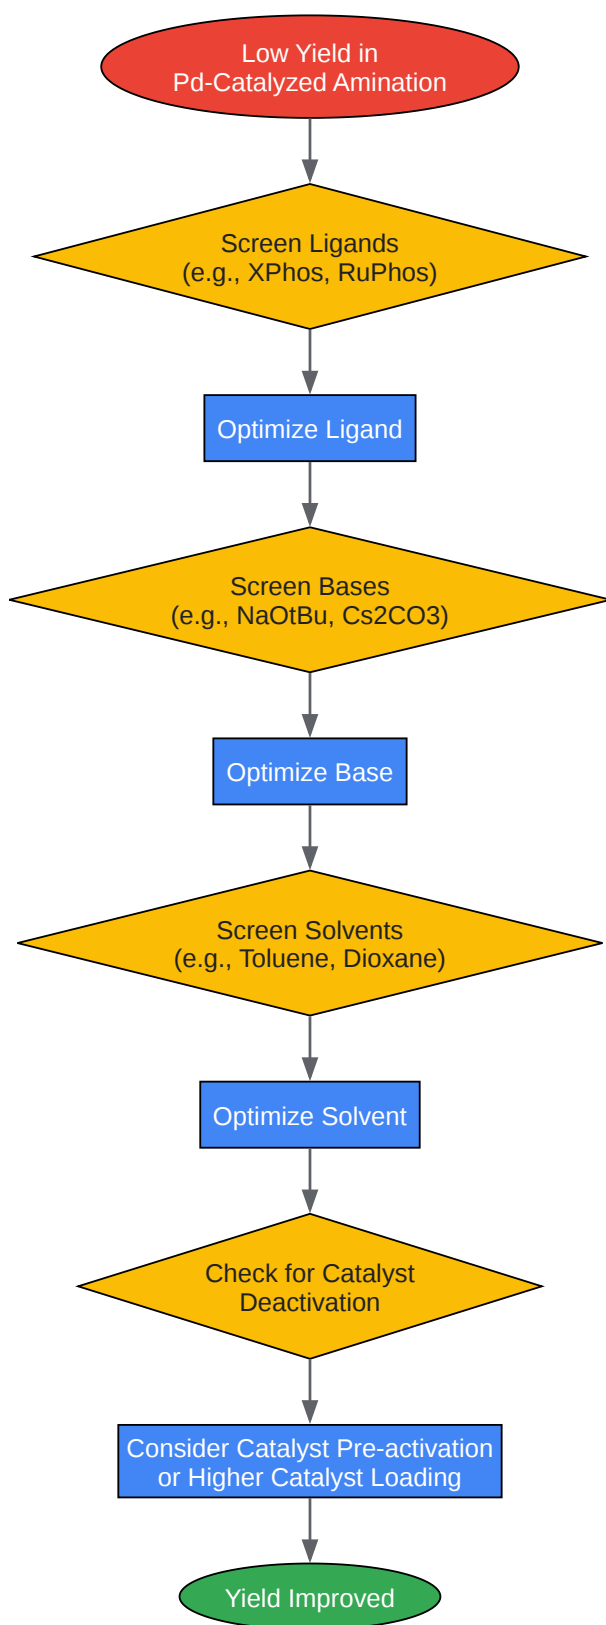 Low Yield in
Pd-Catalyzed Amination
Screen Ligands
(e.g., XPhos, RuPhos)
Optimize Ligand
Screen Bases
(e.g., NaOtBu, Cs2CO3)
Optimize Base
Screen Solvents
(e.g., Toluene, Dioxane)
Optimize Solvent
Check for Catalyst
Deactivation
Consider Catalyst Pre-activation
or Higher Catalyst Loading
Yield Improved